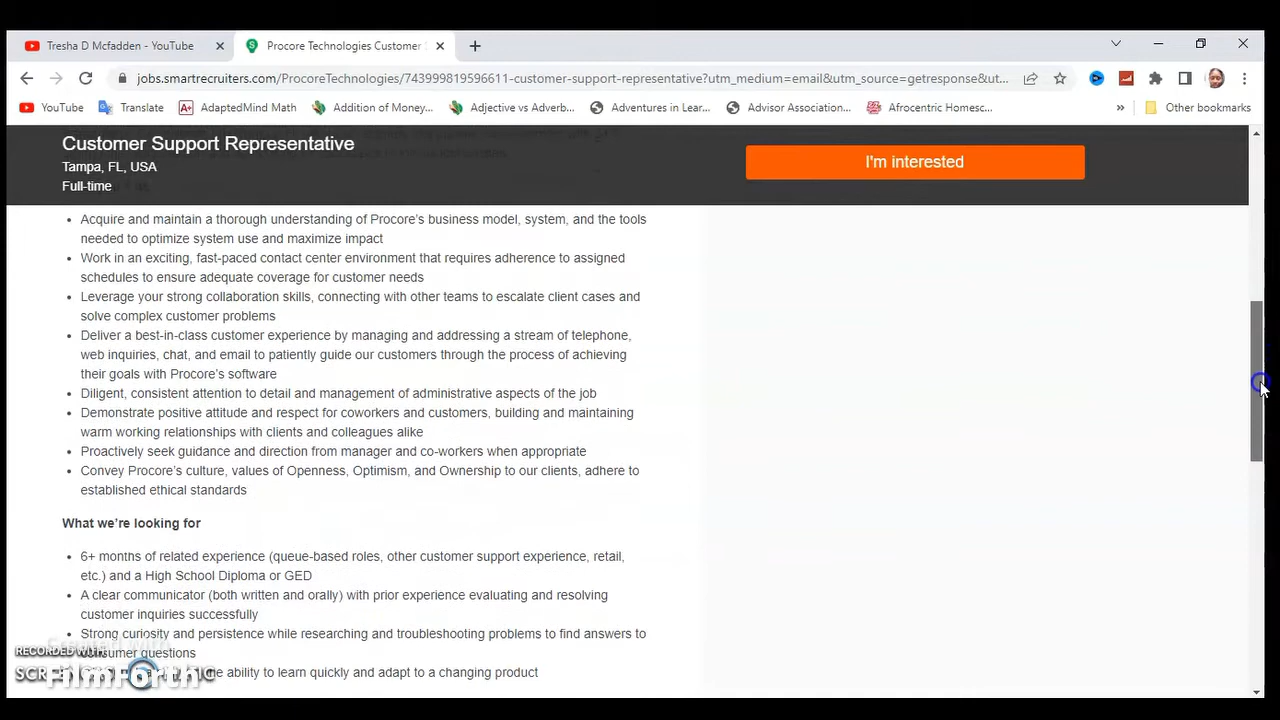 Tresha D Mcfadden - YouTube
Procore Technologies Customer
jobs.smartrecruiters.com/ProcoreTechnologies/743999819596611-customer-support-representative?utm_medium=email&utm_source=getresponse&ut...
YouTube
Translate
AdaptedMind Math
Addition of Money...
Adjective vs Adverb...
Adventures in Lear...
Advisor Association...
Afrocentric Homesc...
Other bookmarks
Customer Support Representative
Tampa, FL, USA
Full-time
I'm interested
• Acquire and maintain a thorough understanding of Procore's business model, system, and the tools
needed to optimize system use and maximize impact
• Work in an exciting, fast-paced contact center environment that requires adherence to assigned
schedules to ensure adequate coverage for customer needs
• Leverage your strong collaboration skills, connecting with other teams to escalate client cases and
solve complex customer problems
• Deliver a best-in-class customer experience by managing and addressing a stream of telephone,
web inquiries, chat, and email to patiently guide our customers through the process of achieving
their goals with Procore's software
• Diligent, consistent attention to detail and management of administrative aspects of the job
• Demonstrate positive attitude and respect for coworkers and customers, building and maintaining
warm working relationships with clients and colleagues alike
• Proactively seek guidance and direction from manager and co-workers when appropriate
• Convey Procore's culture, values of Openness, Optimism, and Ownership to our clients, adhere to
established ethical standards
What we're looking for
• 6+ months of related experience (queue-based roles, other customer support experience, retail,
etc.) and a High School Diploma or GED
• A clear communicator (both written and orally) with prior experience evaluating and resolving
customer inquiries successfully
• Strong curiosity and persistence while researching and troubleshooting problems to find answers to
consumer questions
the ability to learn quickly and adapt to a changing product
RECORDED WITH